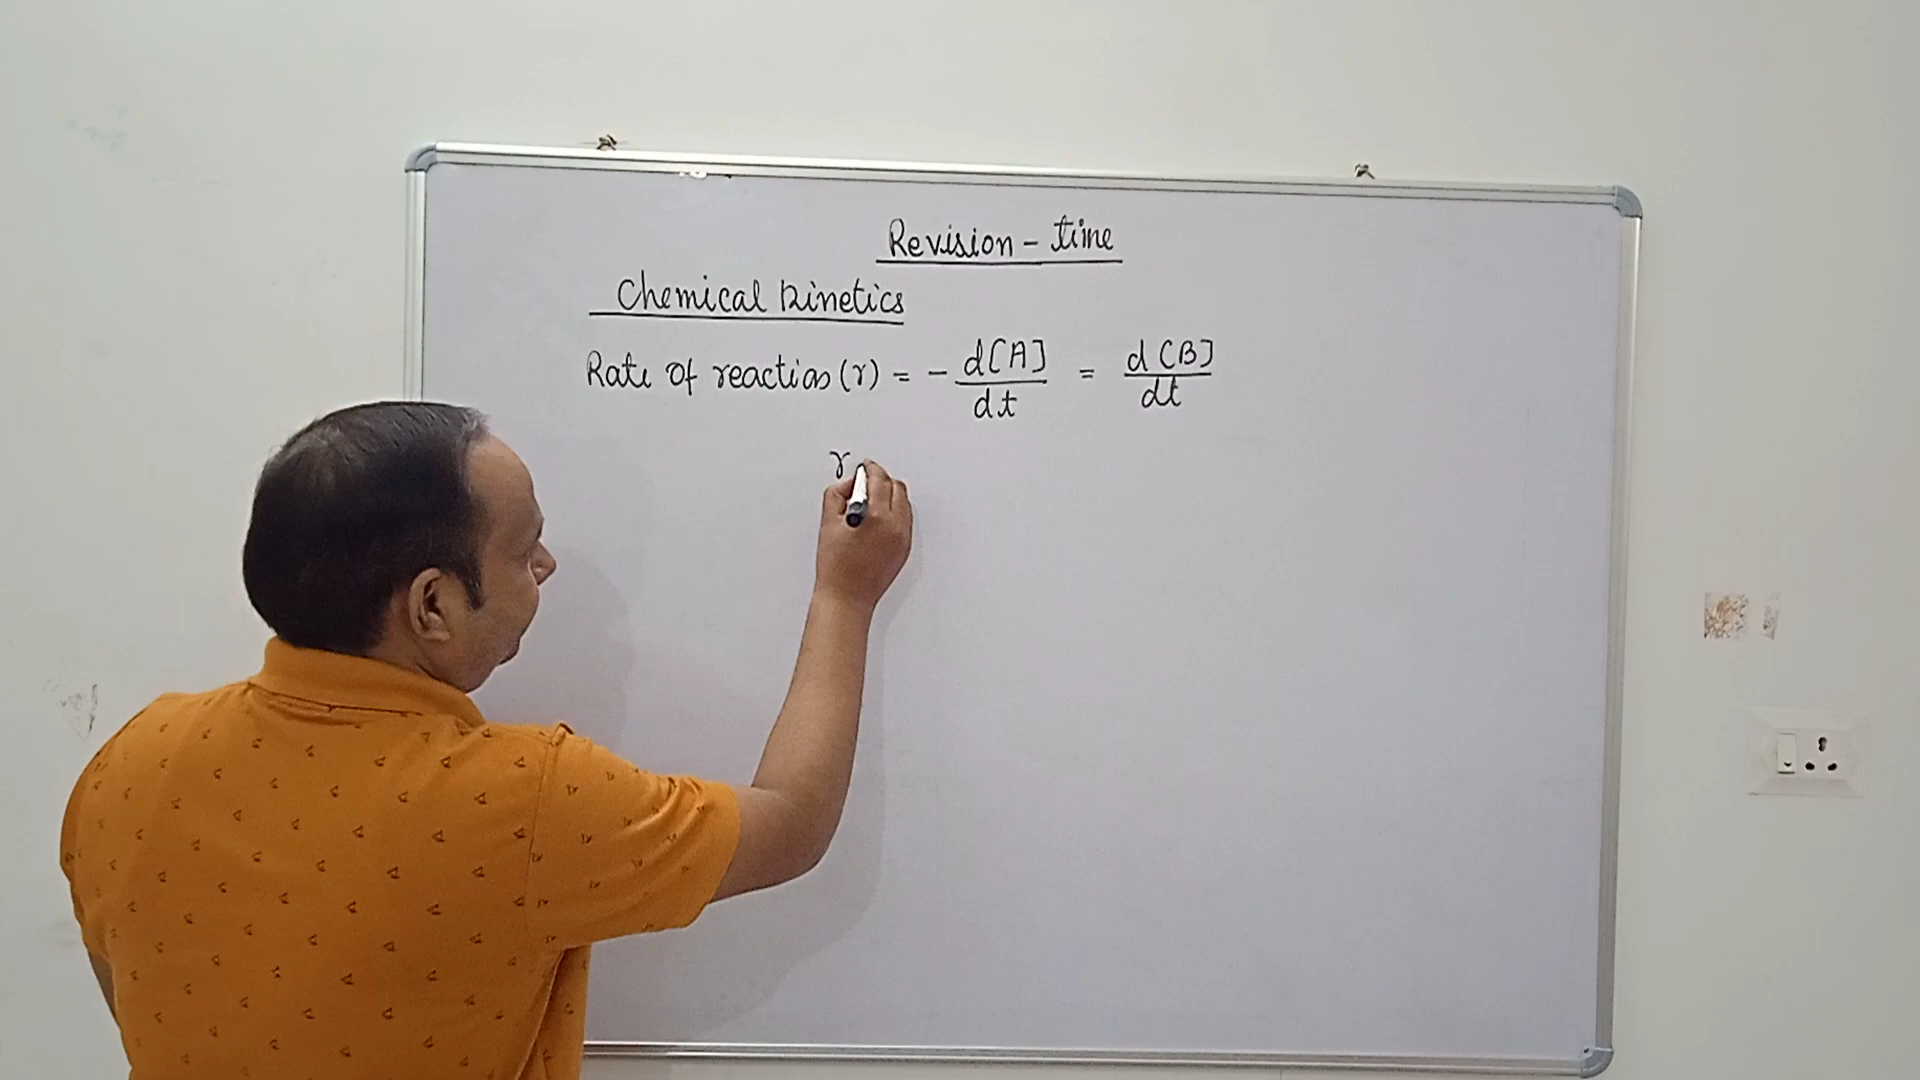 Revision - time
Chemical Kinetics
Rate of reaction (r) = - d[A]/dt = d[B]/dt
r